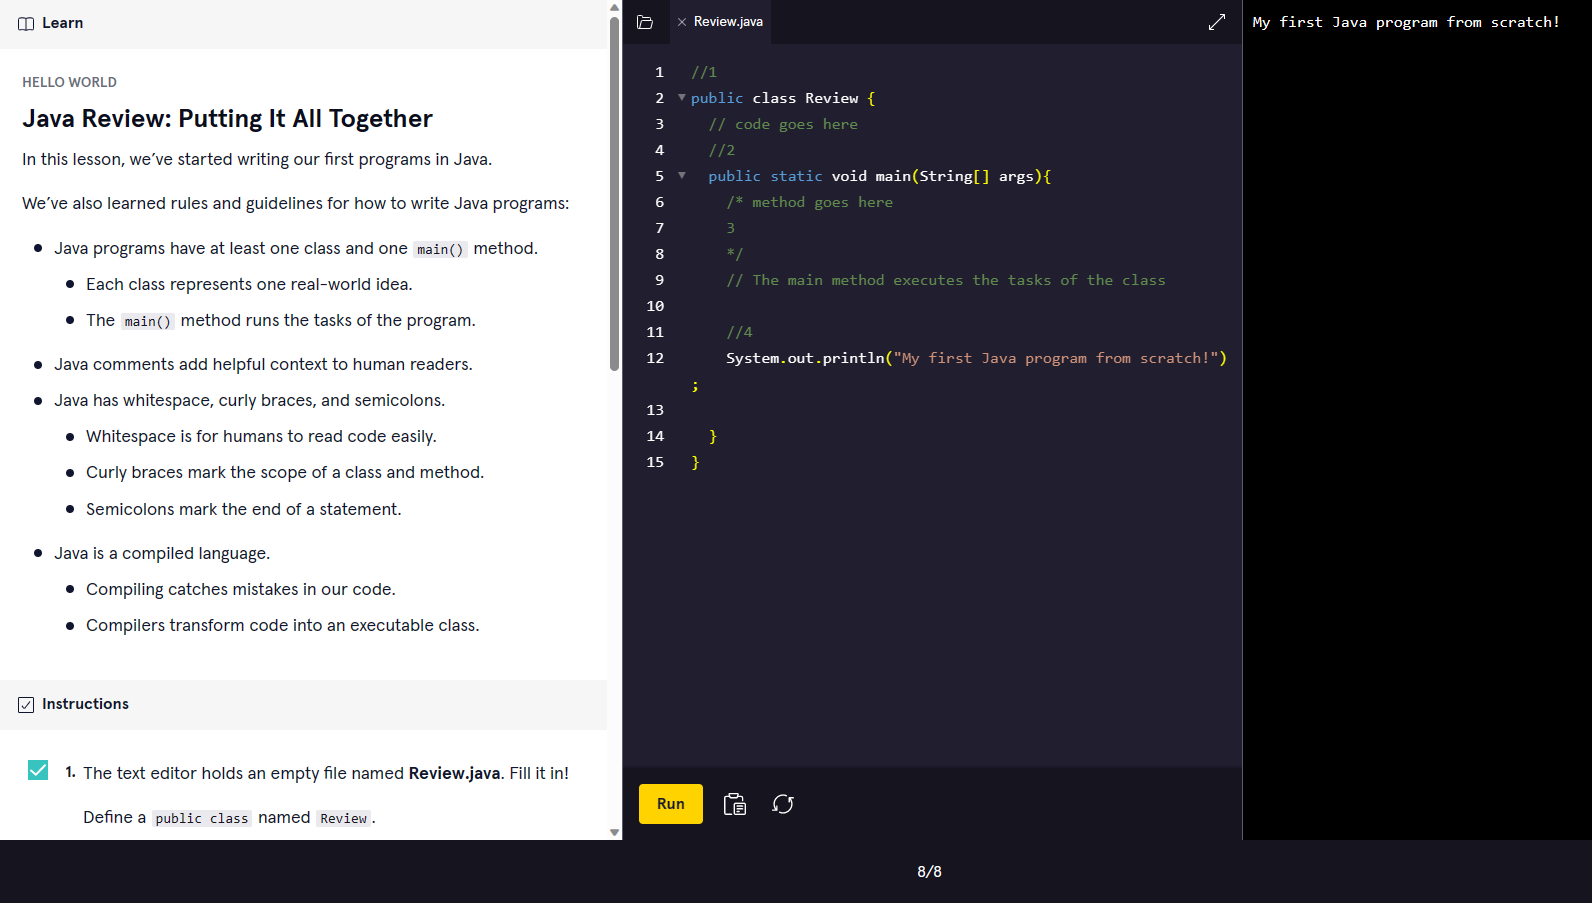 Learn
HELLO WORLD
Java Review: Putting It All Together
In this lesson, we’ve started writing our first programs in Java.
We’ve also learned rules and guidelines for how to write Java programs:
Java programs have at least one class and one main() method.
Each class represents one real-world idea.
The main() method runs the tasks of the program.
Java comments add helpful context to human readers.
Java has whitespace, curly braces, and semicolons.
Whitespace is for humans to read code easily.
Curly braces mark the scope of a class and method.
Semicolons mark the end of a statement.
Java is a compiled language.
Compiling catches mistakes in our code.
Compilers transform code into an executable class.
Instructions
1. The text editor holds an empty file named Review.java. Fill it in!
Define a public class named Review.
Review.java
1 //1
2 public class Review {
3 // code goes here
4 //2
5 public static void main(String[] args){
6 /* method goes here
7 3
8 */
9 // The main method executes the tasks of the class
10
11 //4
12 System.out.println("My first Java program from scratch!")
;
13
14 }
15 }
Run
My first Java program from scratch!
8/8